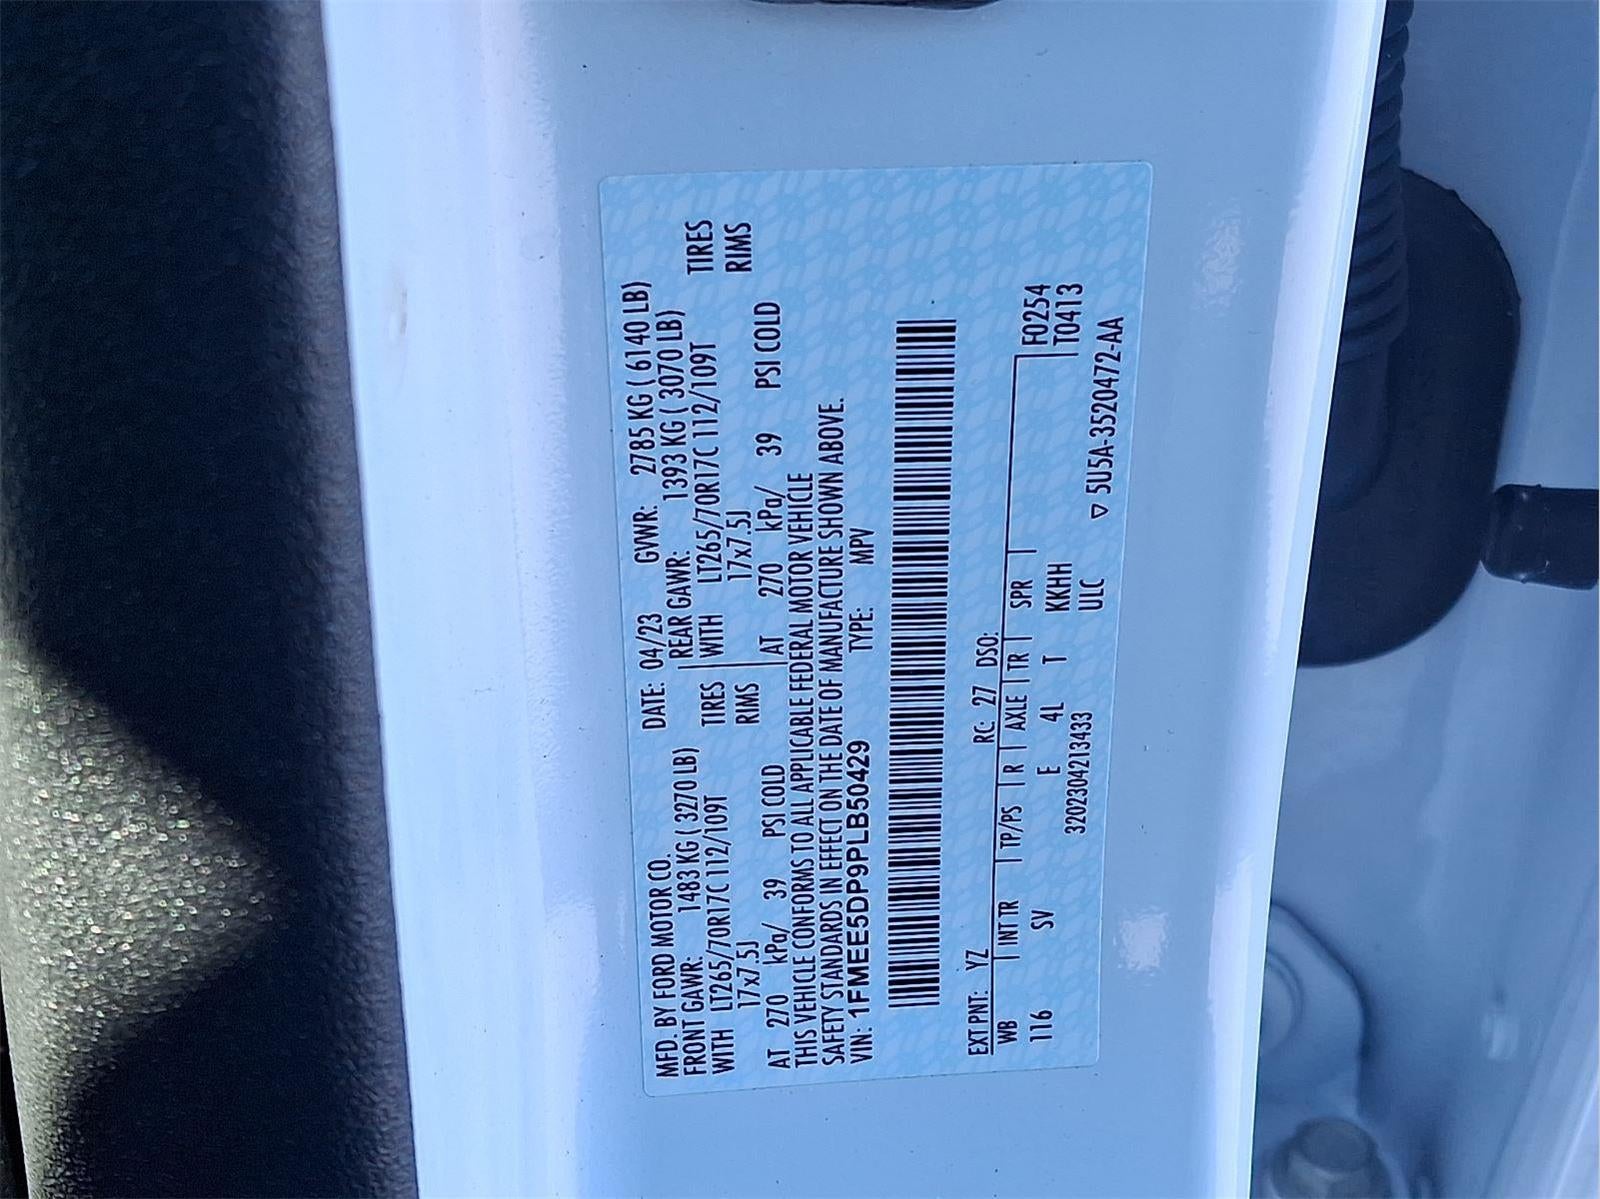 MFD. BY FORD MOTOR CO. DATE: 04/23 GVWR: 2785 KG ( 6140 LB)
FRONT GAWR: 1483 KG ( 3270 LB) REAR GAWR: 1393 KG ( 3070 LB)
WITH LT265/70R17C 112/109T TIRES WITH LT265/70R17C 112/109T TIRES
17x7.5J RIMS 17x7.5J RIMS
AT 270 kPa/ 39 PSI COLD AT 270 kPa/ 39 PSI COLD
THIS VEHICLE CONFORMS TO ALL APPLICABLE FEDERAL MOTOR VEHICLE
SAFETY STANDARDS IN EFFECT ON THE DATE OF MANUFACTURE SHOWN ABOVE.
VIN: 1FMEE5DP9PLB50429 TYPE: MPV
EXT PNT: YZ RC: 27 DSO:
WB INT TR TP/PS R AXLE TR SPR F0254
116 SV E 4L T KKHH T0413
320230421 3433 ULC ▽ 5U5A-3520472-AA